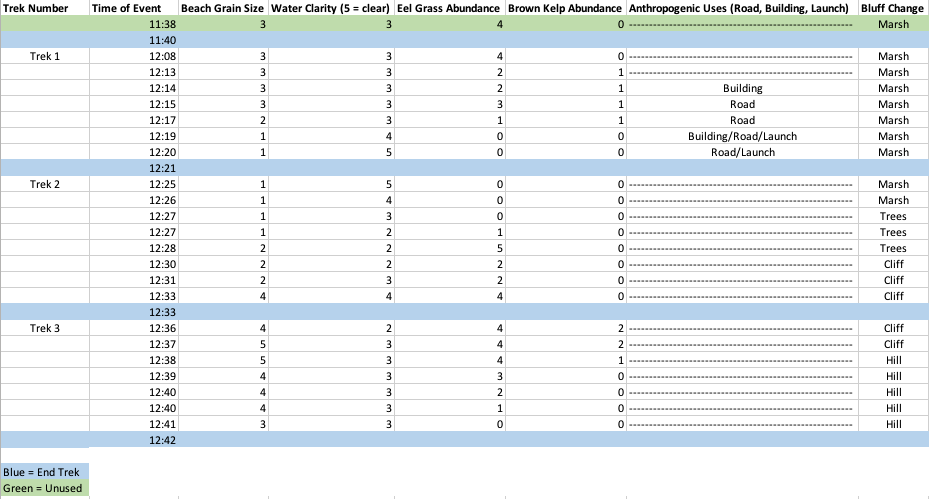 Trek Number Time of Event Beach Grain Size Water Clarity (5 = clear) Eel Grass Abundance Brown Kelp Abundance Anthropogenic Uses (Road, Building, Launch) Bluff Change
11:38 3 3 4 0 ------------------------------------------------------- Marsh
11:40
Trek 1 12:08 3 3 4 0 ------------------------------------------------------- Marsh
12:13 3 3 2 1 ------------------------------------------------------- Marsh
12:14 3 3 2 1 Building Marsh
12:15 3 3 3 1 Road Marsh
12:17 2 3 1 1 Road Marsh
12:19 1 4 0 0 Building/Road/Launch Marsh
12:20 1 5 0 0 Road/Launch Marsh
12:21
Trek 2 12:25 1 5 0 0 ------------------------------------------------------- Marsh
12:26 1 4 0 0 ------------------------------------------------------- Marsh
12:27 1 3 0 0 ------------------------------------------------------- Trees
12:27 1 2 1 0 ------------------------------------------------------- Trees
12:28 2 2 5 0 ------------------------------------------------------- Trees
12:30 2 2 2 0 ------------------------------------------------------- Cliff
12:31 2 3 2 0 ------------------------------------------------------- Cliff
12:33 4 4 4 0 ------------------------------------------------------- Cliff
12:33
Trek 3 12:36 4 2 4 2 ------------------------------------------------------- Cliff
12:37 5 3 4 2 ------------------------------------------------------- Cliff
12:38 5 3 4 1 ------------------------------------------------------- Hill
12:39 4 3 3 0 ------------------------------------------------------- Hill
12:40 4 3 2 0 ------------------------------------------------------- Hill
12:40 4 3 1 0 ------------------------------------------------------- Hill
12:41 3 3 0 0 ------------------------------------------------------- Hill
12:42
Blue = End Trek
Green = Unused